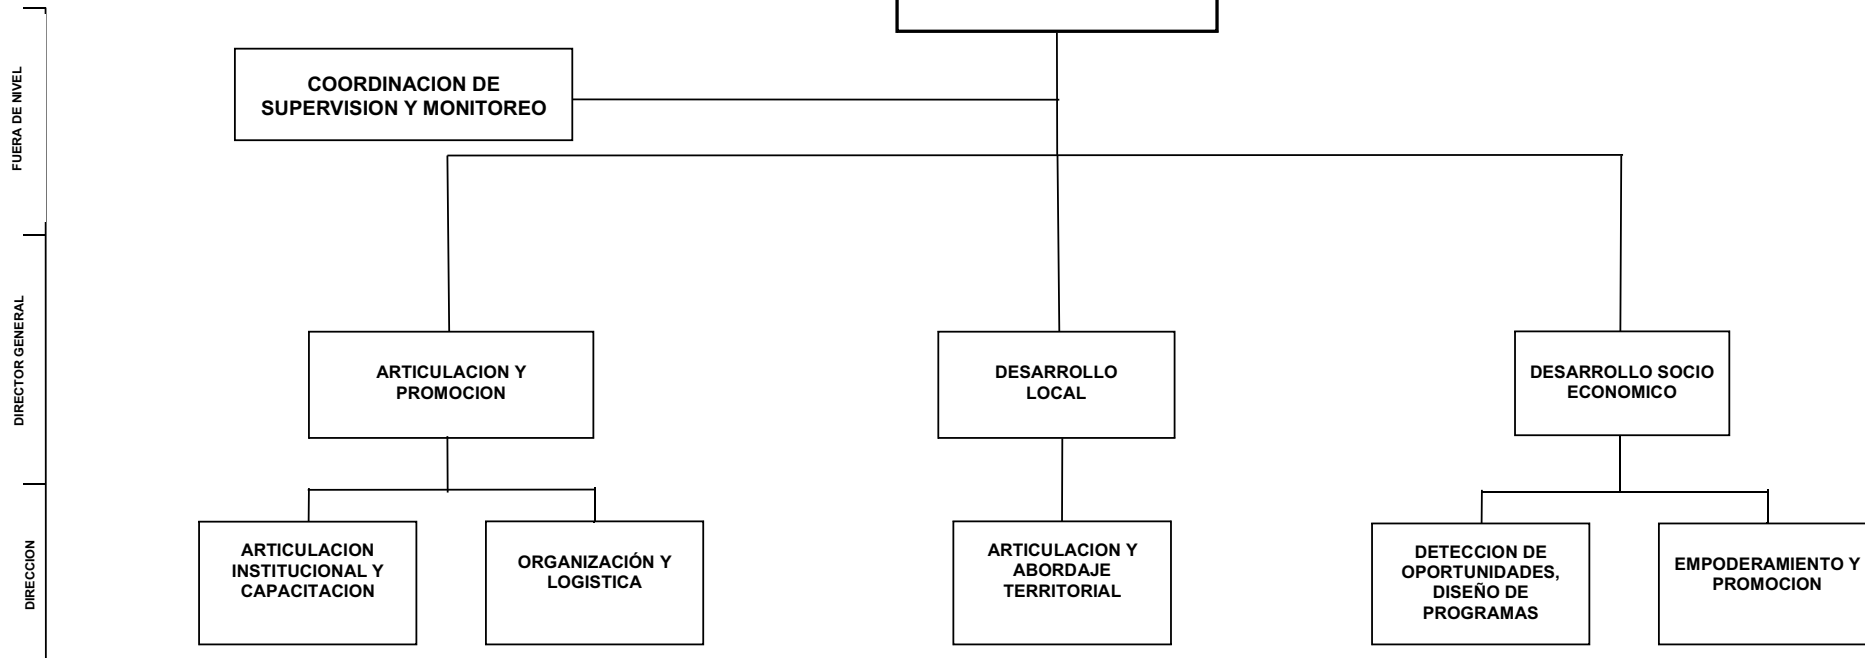 FUERA DE NIVEL
COORDINACION DE
SUPERVISION Y MONITOREO
DIRECTOR GENERAL
ARTICULACION Y
PROMOCION
DESARROLLO
LOCAL
DESARROLLO SOCIO
ECONOMICO
DIRECCION
ARTICULACION
INSTITUCIONAL Y
CAPACITACION
ORGANIZACIÓN Y
LOGISTICA
ARTICULACION Y
ABORDAJE
TERRITORIAL
DETECCION DE
OPORTUNIDADES,
DISEÑO DE
PROGRAMAS
EMPODERAMIENTO Y
PROMOCION